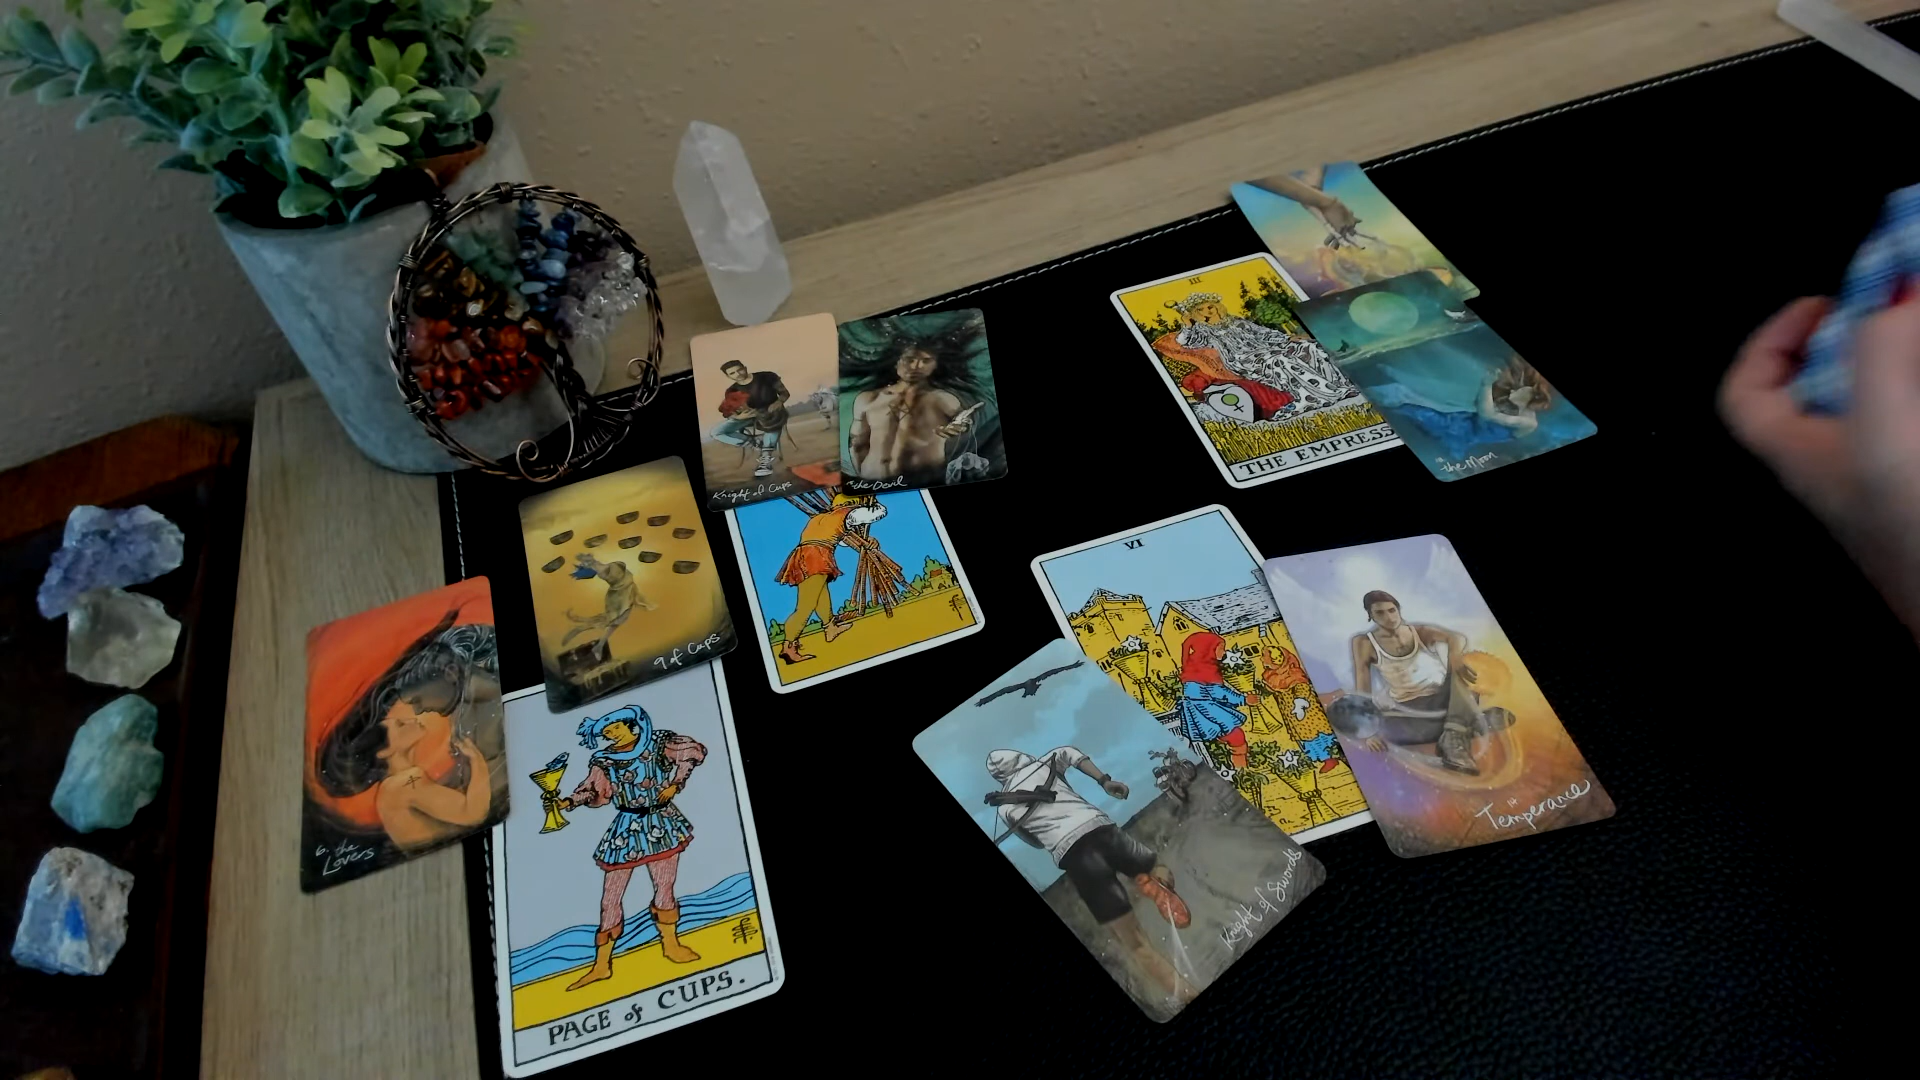 III
THE EMPRESS
the Moon
Knight of Cups
the Devil
9 of Cups
VI
6. the
Lovers
14
Temperance
Knight of Swords
PAGE of CUPS.